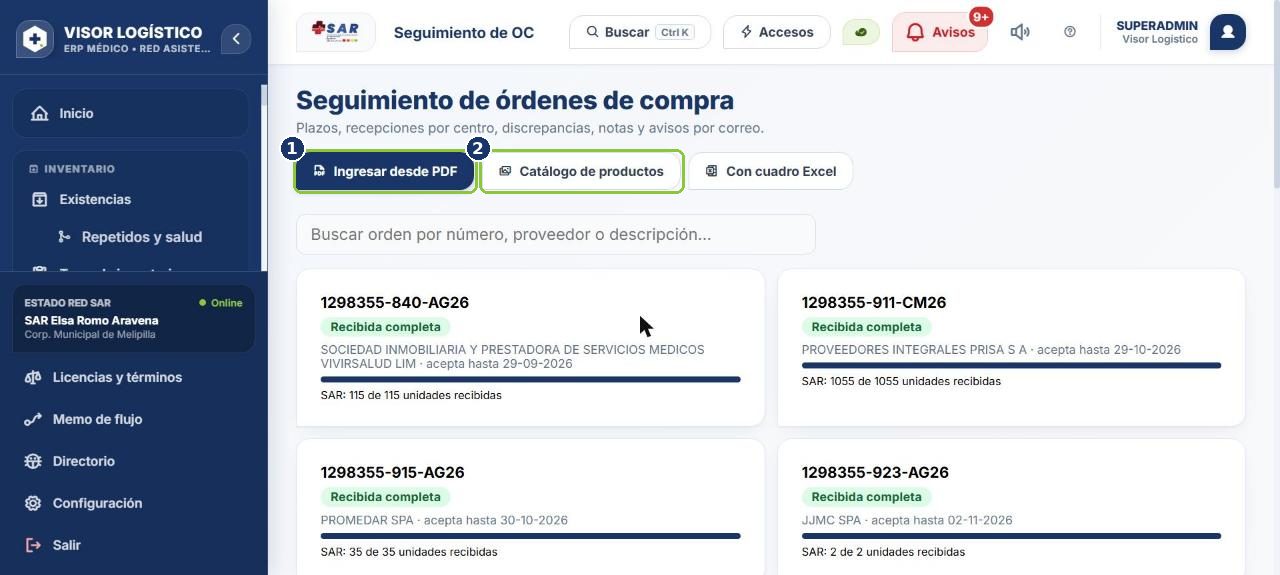 VISOR LOGÍSTICO
ERP MÉDICO • RED ASISTE...
SAR
Seguimiento de OC
Buscar
Ctrl K
Accesos
Avisos
9+
SUPERADMIN
Visor Logístico
Inicio
INVENTARIO
Existencias
Repetidos y salud
ESTADO RED SAR
Online
SAR Elsa Romo Aravena
Corp. Municipal de Melipilla
Licencias y términos
Memo de flujo
Directorio
Configuración
Salir
Seguimiento de órdenes de compra
Plazos, recepciones por centro, discrepancias, notas y avisos por correo.
1
Ingresar desde PDF
2
Catálogo de productos
Con cuadro Excel
Buscar orden por número, proveedor o descripción...
1298355-840-AG26
Recibida completa
SOCIEDAD INMOBILIARIA Y PRESTADORA DE SERVICIOS MEDICOS
VIVIRSALUD LIM · acepta hasta 29-09-2026
SAR: 115 de 115 unidades recibidas
1298355-911-CM26
Recibida completa
PROVEEDORES INTEGRALES PRISA S A · acepta hasta 29-10-2026
SAR: 1055 de 1055 unidades recibidas
1298355-915-AG26
Recibida completa
PROMEDAR SPA · acepta hasta 30-10-2026
SAR: 35 de 35 unidades recibidas
1298355-923-AG26
Recibida completa
JJMC SPA · acepta hasta 02-11-2026
SAR: 2 de 2 unidades recibidas